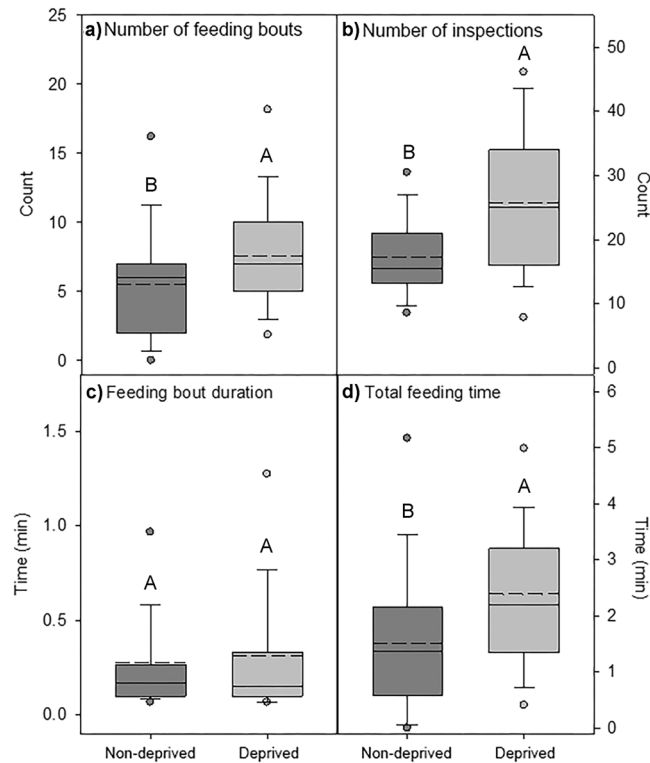 a) Number of feeding bouts
25
20
15
10
5
0
Count
B
A
b) Number of inspections
50
40
30
20
10
0
Count
B
A
c) Feeding bout duration
1.5
1.0
0.5
0.0
Time (min)
A
A
d) Total feeding time
6
5
4
3
2
1
0
Time (min)
B
A
Non-deprived Deprived Non-deprived Deprived